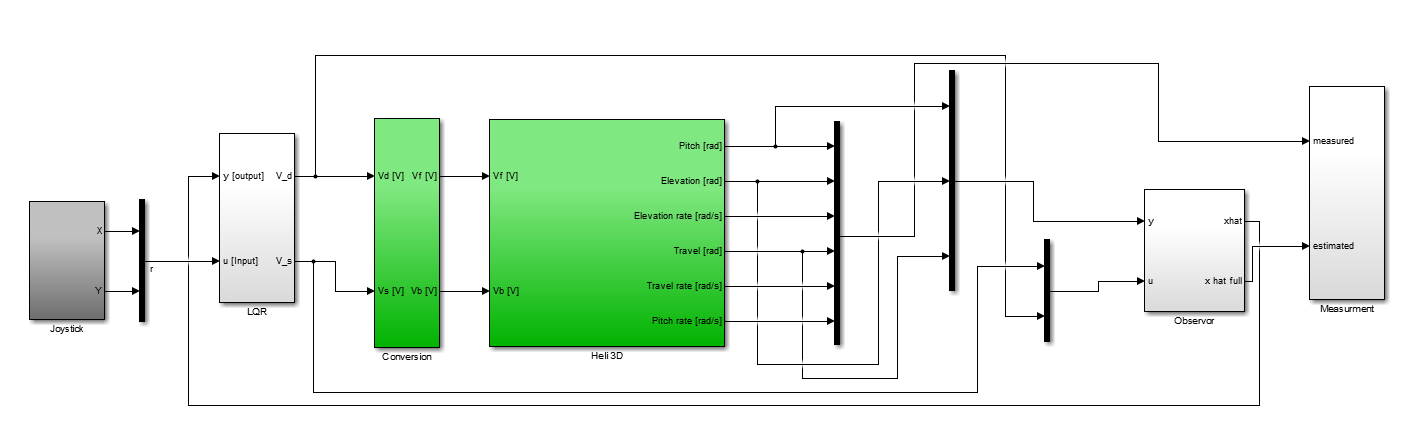 X
Y
Joystick
r
y [output]
V_d
u [Input]
V_s
LQR
Vd [V]
Vf [V]
Vs [V]
Vb [V]
Conversion
Vf [V]
Vb [V]
Pitch [rad]
Elevation [rad]
Elevation rate [rad/s]
Travel [rad]
Travel rate [rad/s]
Pitch rate [rad/s]
Heli 3D
y
xhat
u
x hat full
Observor
measured
estimated
Measurment